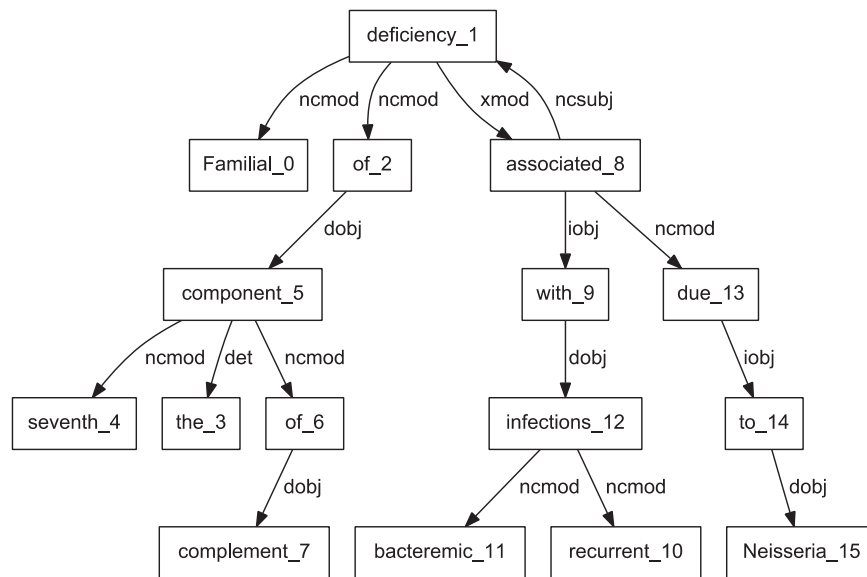 deficiency_1
ncmod ncmod xmod ncsubj
Familial_0 of_2 associated_8
dobj iobj ncmod
component_5 with_9 due_13
ncmod det ncmod dobj iobj
seventh_4 the_3 of_6 infections_12 to_14
dobj ncmod ncmod dobj
complement_7 bacteremic_11 recurrent_10 Neisseria_15